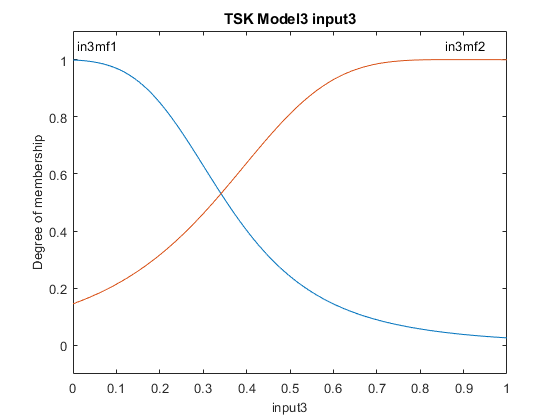 TSK Model3 input3
in3mf1
in3mf2
1
0.8
0.6
0.4
0.2
0
Degree of membership
0 0.1 0.2 0.3 0.4 0.5 0.6 0.7 0.8 0.9 1
input3